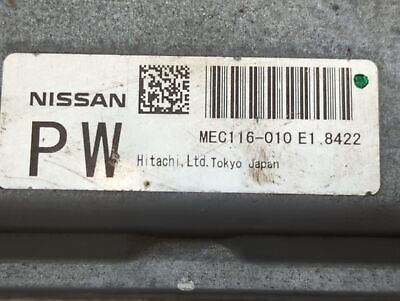 NISSAN
PW
MEC116-010 E1 8422
Hitachi,Ltd.Tokyo Japan